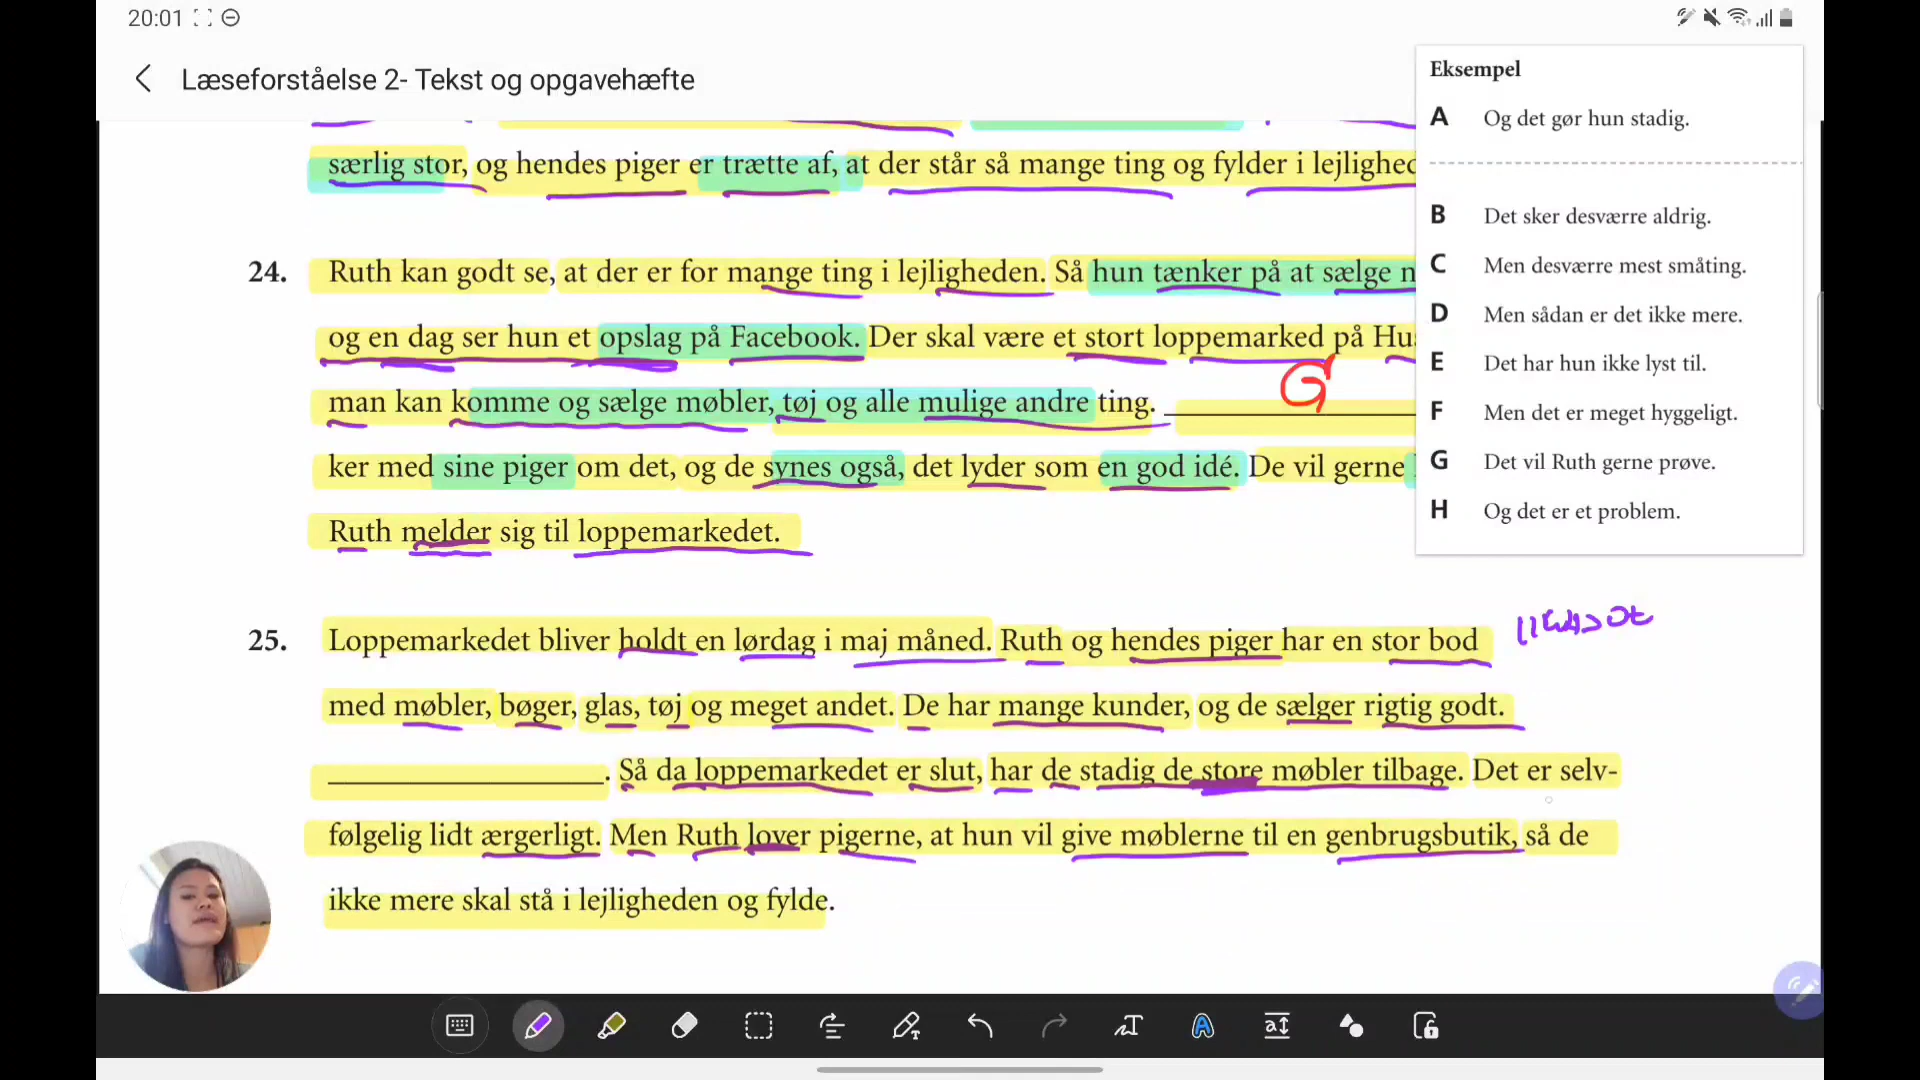 20:01
Læseforståelse 2- Tekst og opgavehæfte
særlig stor, og hendes piger er trætte af, at der står så mange ting og fylder i lejlighed
24. Ruth kan godt se, at der er for mange ting i lejligheden. Så hun tænker på at sælge n
og en dag ser hun et opslag på Facebook. Der skal være et stort loppemarked på Hus
man kan komme og sælge møbler, tøj og alle mulige andre ting. ____________ G
ker med sine piger om det, og de synes også, det lyder som en god idé. De vil gerne
Ruth melder sig til loppemarkedet.
25. Loppemarkedet bliver holdt en lørdag i maj måned. Ruth og hendes piger har en stor bod
med møbler, bøger, glas, tøj og meget andet. De har mange kunder, og de sælger rigtig godt.
____________. Så da loppemarkedet er slut, har de stadig de store møbler tilbage. Det er selv-
følgelig lidt ærgerligt. Men Ruth lover pigerne, at hun vil give møblerne til en genbrugsbutik, så de
ikke mere skal stå i lejligheden og fylde.
Eksempel
A Og det gør hun stadig.
B Det sker desværre aldrig.
C Men desværre mest småting.
D Men sådan er det ikke mere.
E Det har hun ikke lyst til.
F Men det er meget hyggeligt.
G Det vil Ruth gerne prøve.
H Og det er et problem.